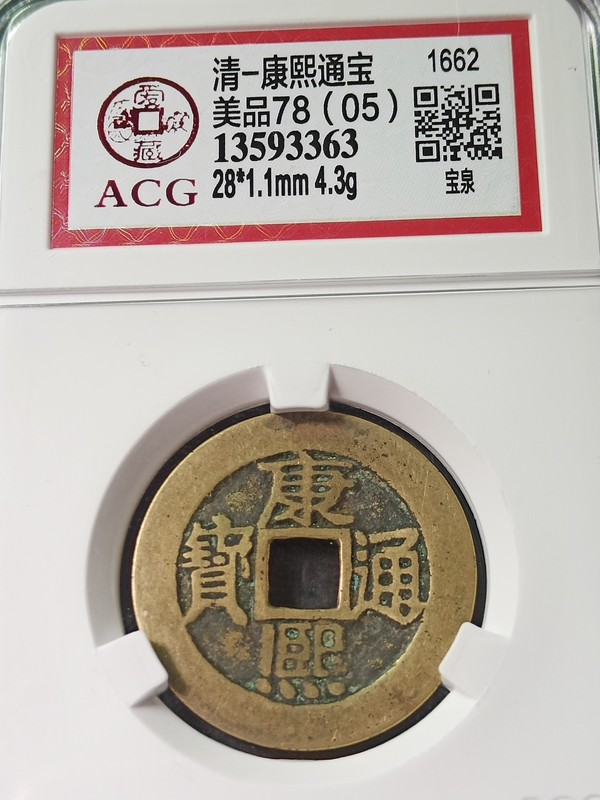 清-康熙通宝
1662
美品78(05)
13593363
28*1.1mm 4.3g
宝泉
ACG
康熙通寶